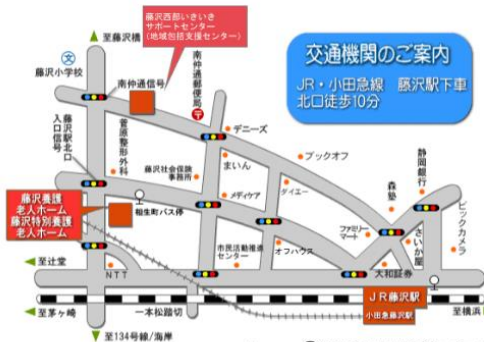 至藤沢橋
藤沢西部いきいき
サポートセンター
(地域包括支援センター)
文
藤沢小学校
南仲通信号
南仲通郵便局
〒
交通機関のご案内
JR・小田急線 藤沢駅下車
北口徒歩10分
藤沢駅北口
入口信号
菅原整形外科
デニーズ
まいん
ブックオフ
藤沢社会保険
事務所
メディケア
ダイエー
静岡銀行
森塾
藤沢養護
老人ホーム
藤沢特別養護
老人ホーム
相生町バス停
ファミリー
マート
さいか屋
ビックカメラ
市民活動推進
センター
オフハウス
至辻堂
NTT
大和証券
JR藤沢駅
小田急藤沢駅
至茅ヶ崎
一本松踏切
至横浜
至134号線/海岸